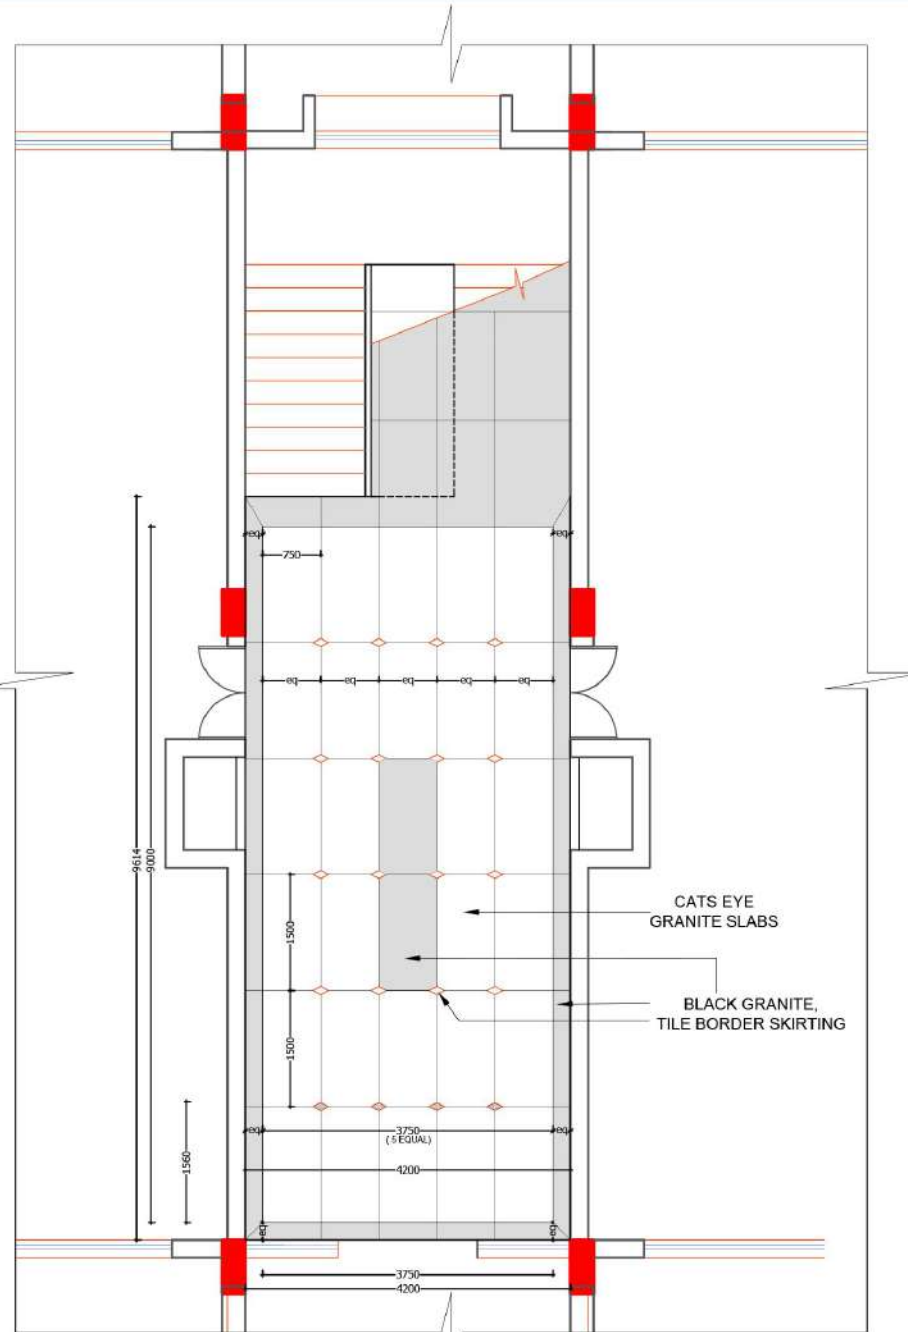 eq
eq
750
eq
eq
eq
eq
eq
9614
9000
CATS EYE
GRANITE SLABS
1500
BLACK GRANITE,
TILE BORDER SKIRTING
1500
eq
3750
eq
( 5 EQUAL)
1560
4200
eq
eq
3750
4200